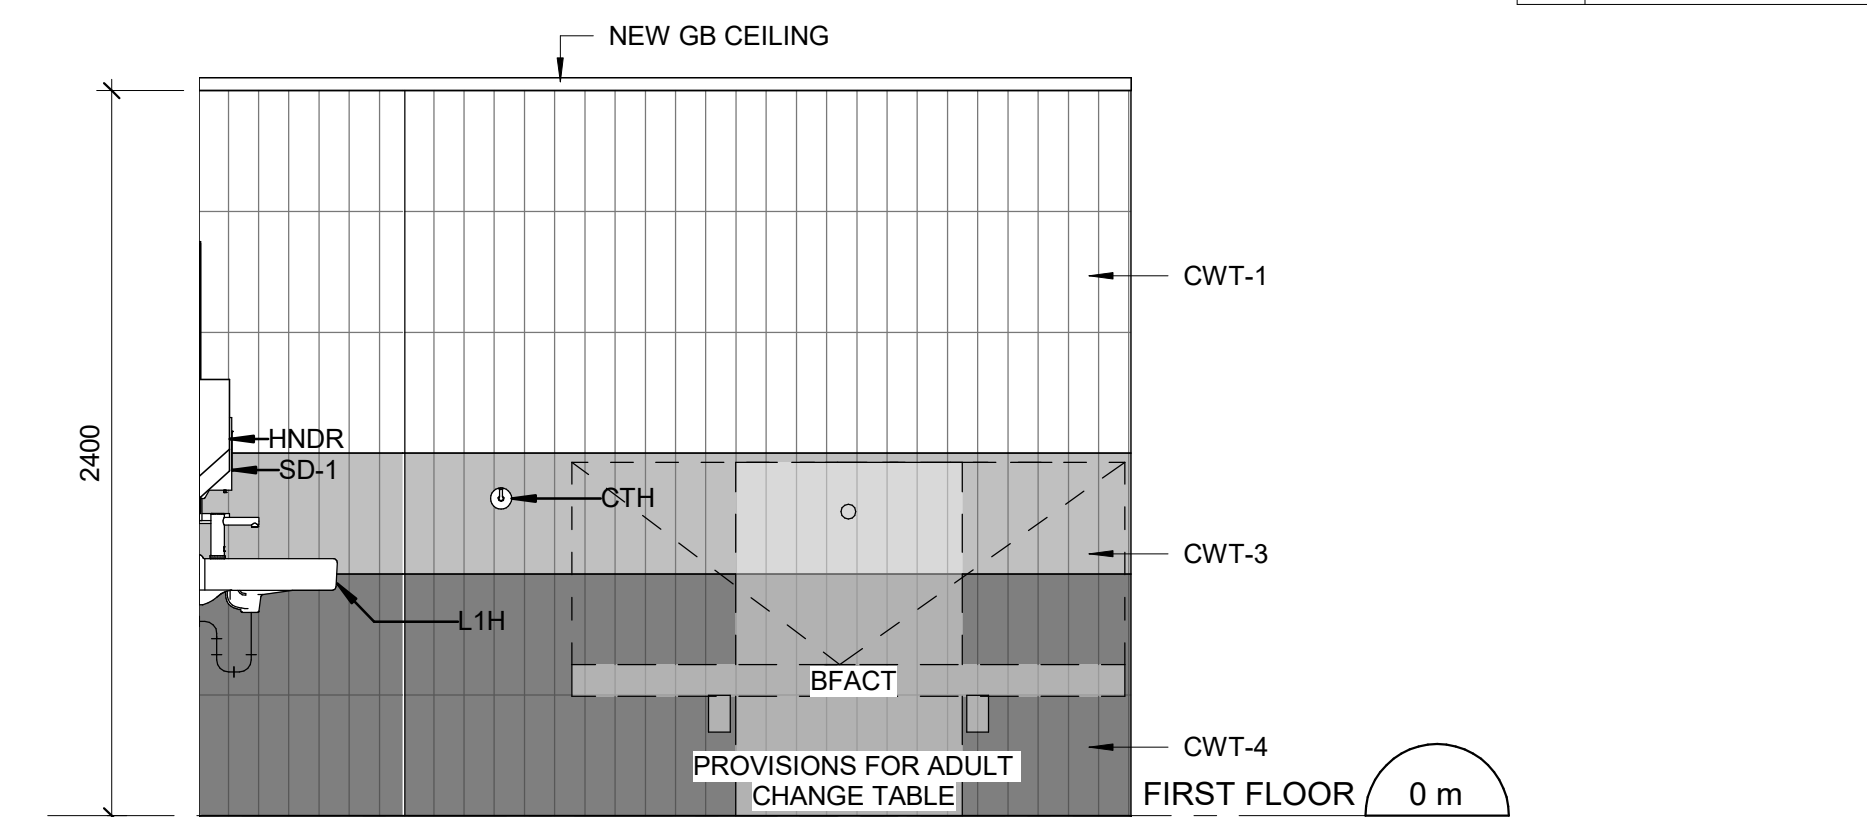 NEW GB CEILING
CWT-1
2400
HNDR
SD-1
CTH
CWT-3
L1H
BFACT
CWT-4
PROVISIONS FOR ADULT
CHANGE TABLE
FIRST FLOOR
0 m